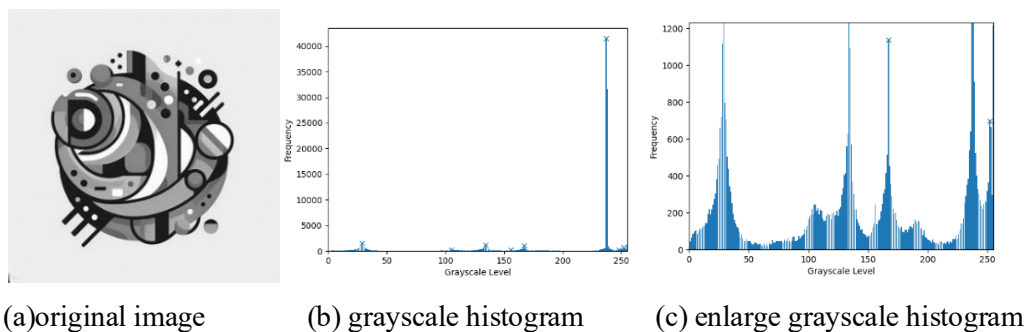 40000
35000
30000
25000
20000
15000
10000
5000
0
Frequency
0 50 100 150 200 250
Grayscale Level
1200
1000
800
600
400
200
0
Frequency
0 50 100 150 200 250
Grayscale Level
(a)original image
(b) grayscale histogram
(c) enlarge grayscale histogram